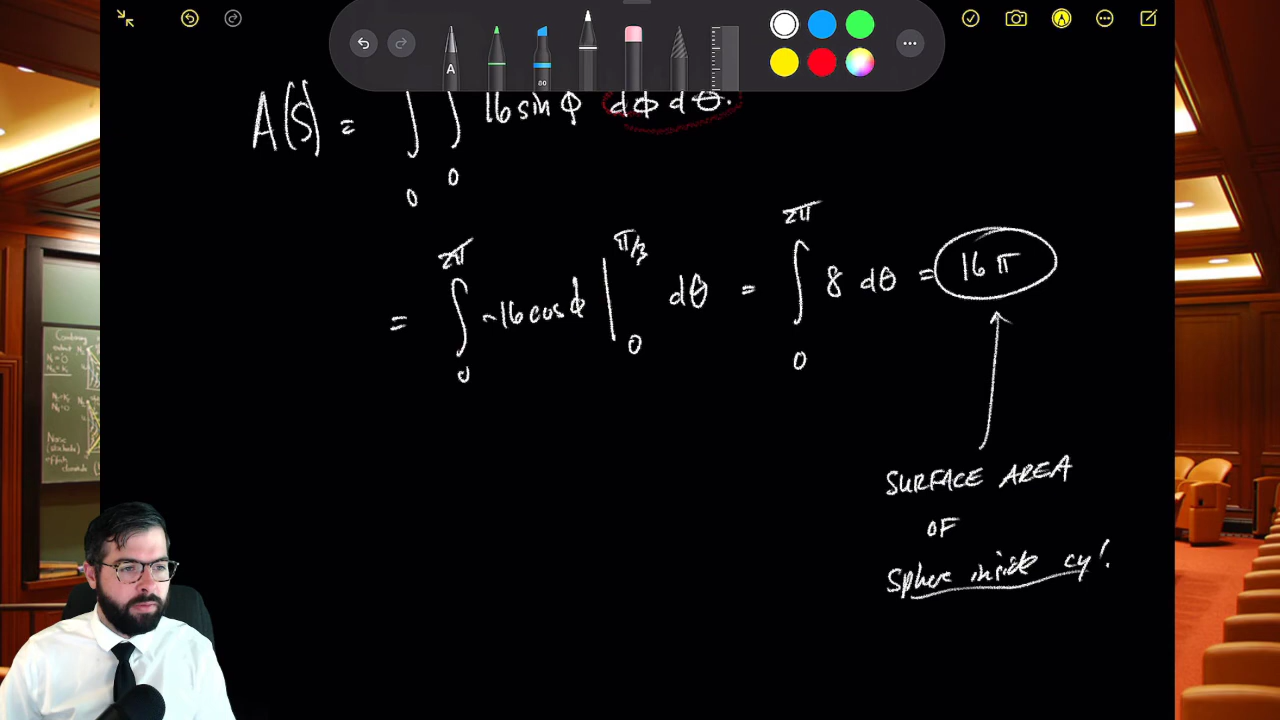 A
A(S) = ∫₀ ∫₀ 16 sin φ dφ dθ.
= ∫₀^2π -16 cos φ |₀^π/3 dθ = ∫₀^2π 8 dθ = 16π
SURFACE AREA
OF
Sphere inside cy!